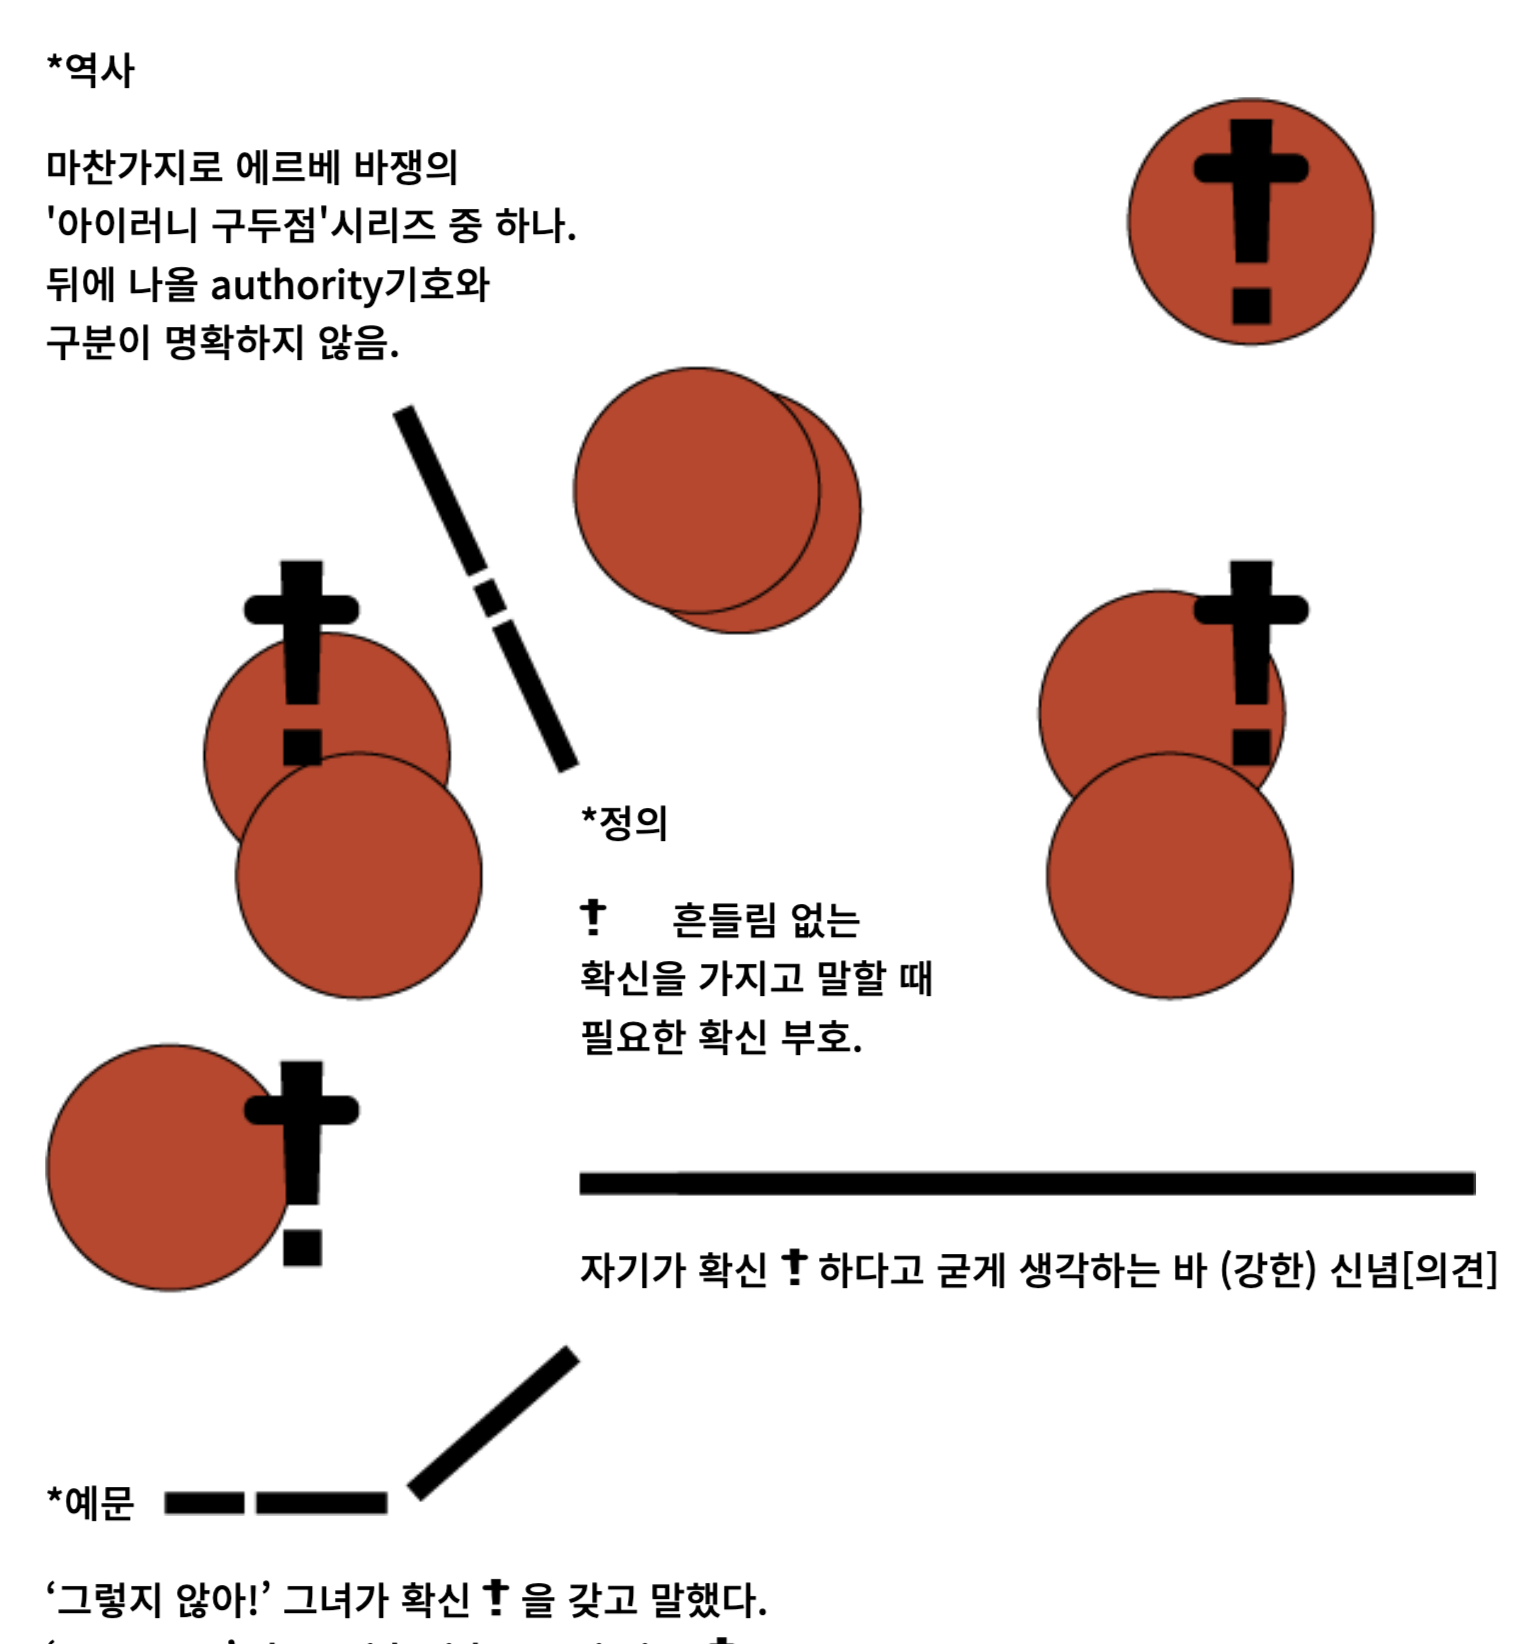 *역사
마찬가지로 에르베 바쟁의
'아이러니 구두점'시리즈 중 하나.
뒤에 나올 authority기호와
구분이 명확하지 않음.
*정의
흔들림 없는
확신을 가지고 말할 때
필요한 확신 부호.
자기가 확신 하다고 굳게 생각하는 바 (강한) 신념[의견]
*예문
‘그렇지 않아!’ 그녀가 확신 을 갖고 말했다.